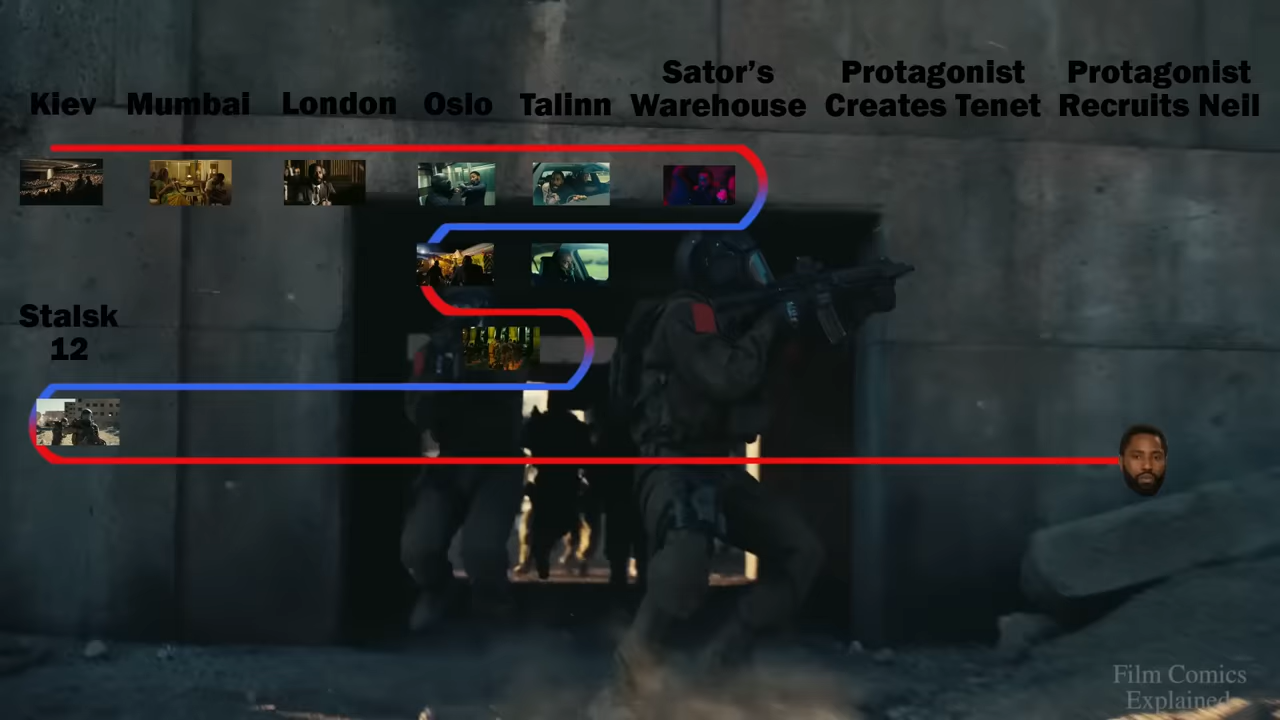 Kiev
Mumbai
London
Oslo
Talinn
Sator's
Warehouse
Protagonist
Creates Tenet
Protagonist
Recruits Neil
Stalsk
12
Film Comics
Explained